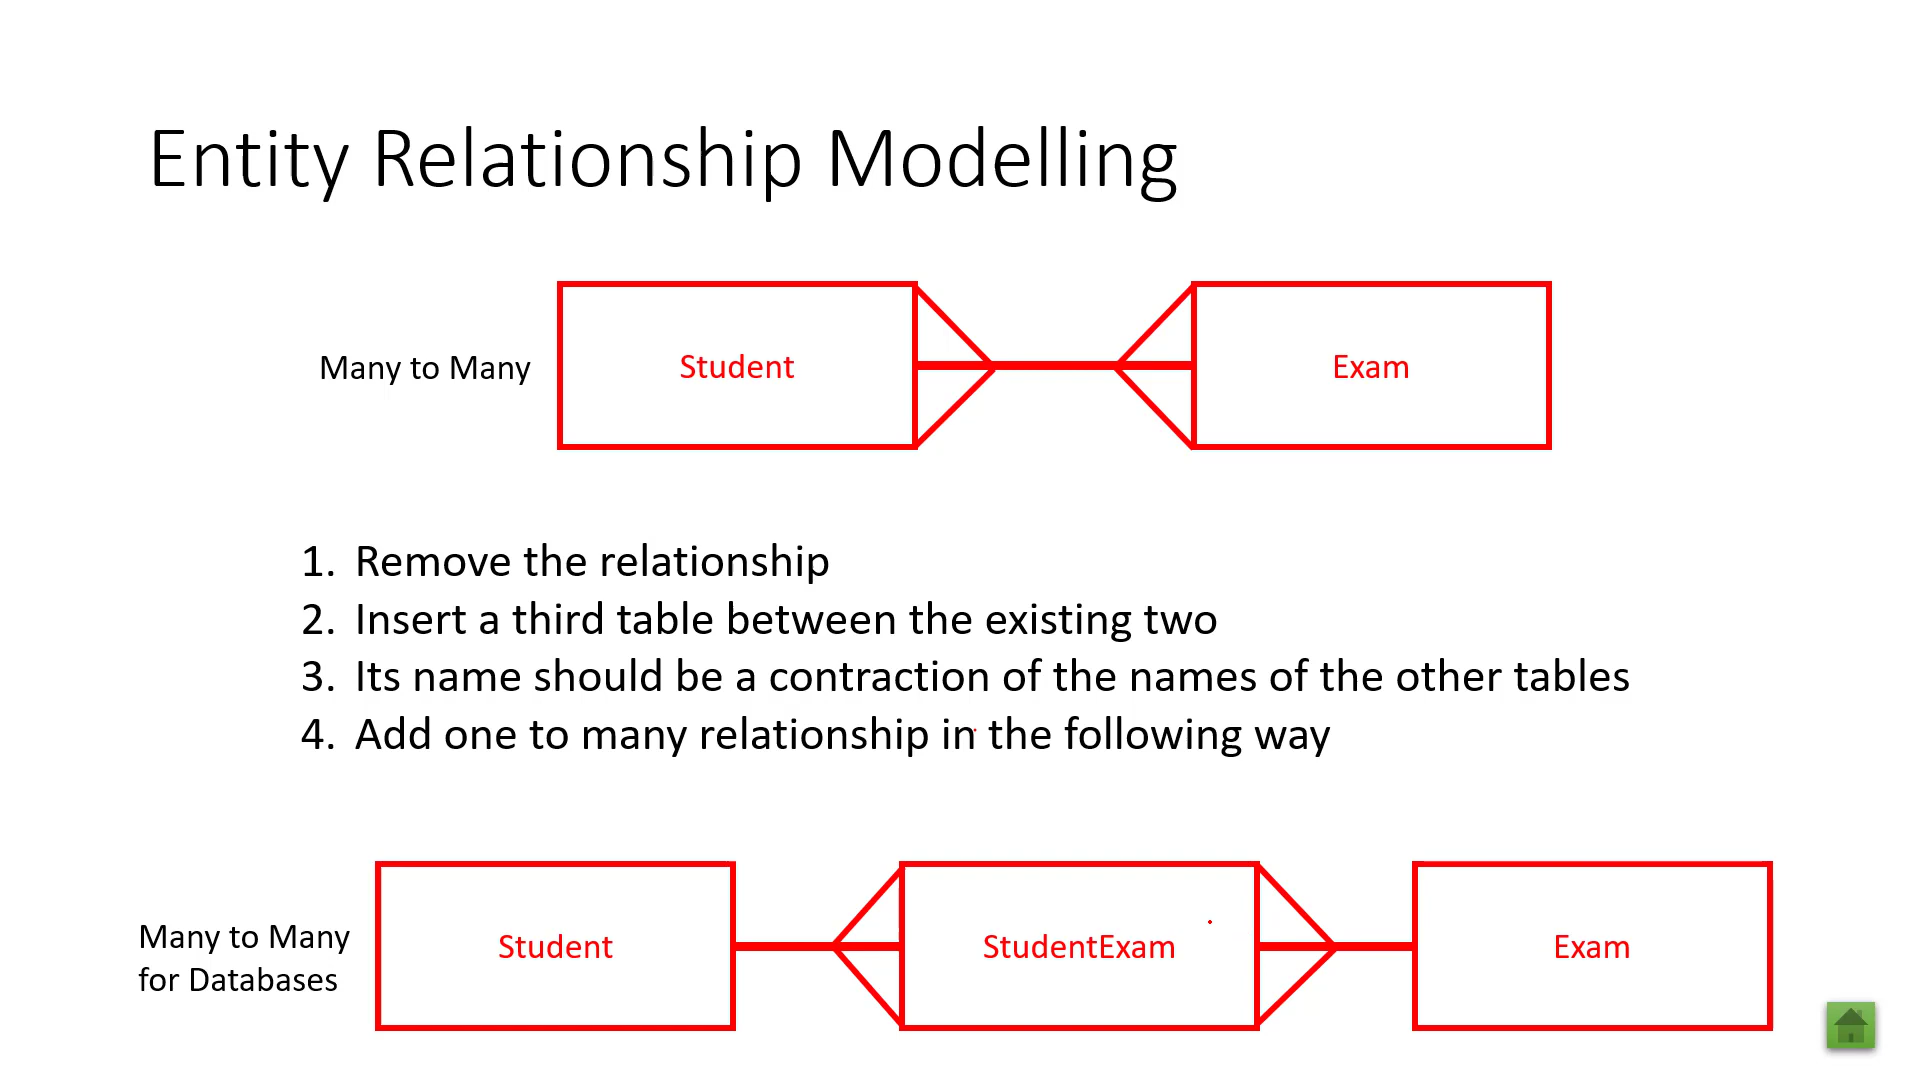 Entity Relationship Modelling
Many to Many
Student
Exam
1. Remove the relationship
2. Insert a third table between the existing two
3. Its name should be a contraction of the names of the other tables
4. Add one to many relationship in the following way
Many to Many
for Databases
Student
StudentExam
Exam